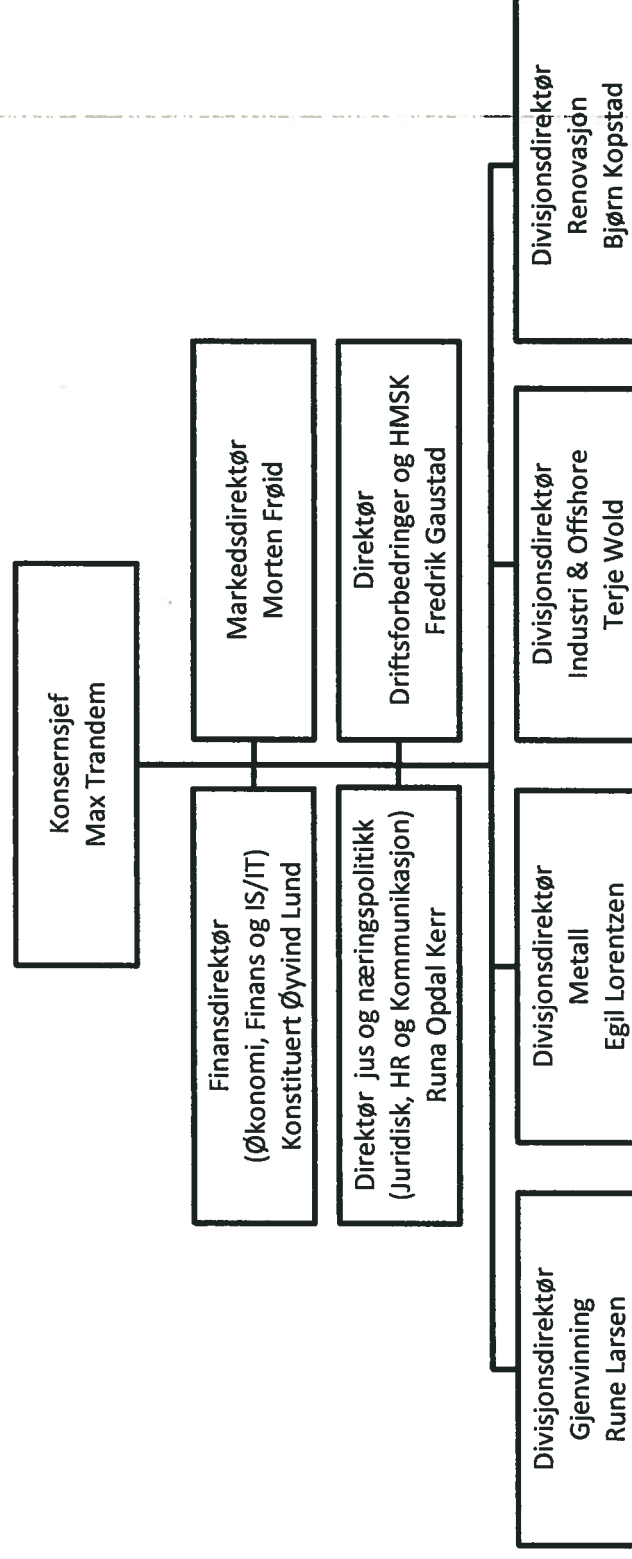 Konsernsjef
Max Trandem
Finansdirektør
(Økonomi, Finans og IS/IT)
Konstituert Øyvind Lund
Markedsdirektør
Morten Frøid
Direktør jus og næringspolitikk
(Juridisk, HR og Kommunikasjon)
Runa Opdal Kerr
Direktør
Driftsforbedringer og HMSK
Fredrik Gaustad
Divisjonsdirektør
Gjenvinning
Rune Larsen
Divisjonsdirektør
Metall
Egil Lorentzen
Divisjonsdirektør
Industri & Offshore
Terje Wold
Divisjonsdirektør
Renovasjon
Bjørn Kopstad